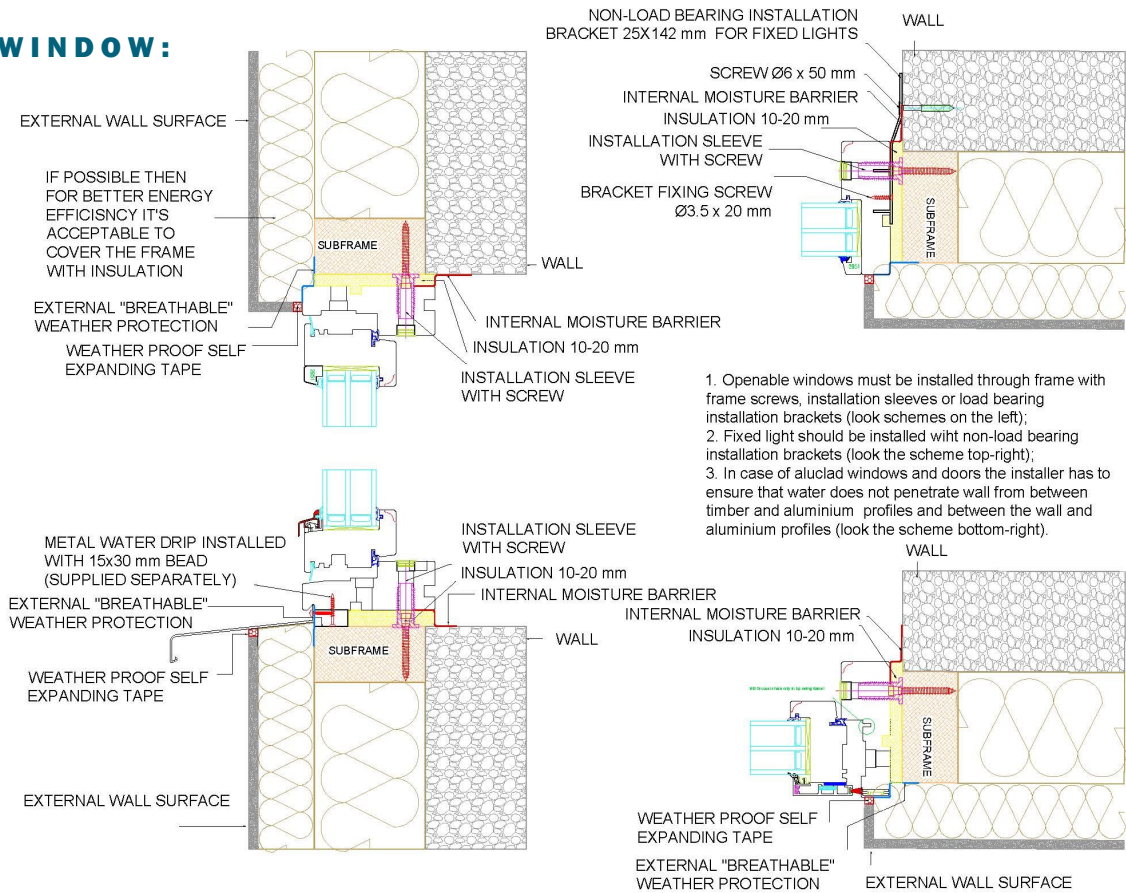 WINDOW:
EXTERNAL WALL SURFACE
IF POSSIBLE THEN
FOR BETTER ENERGY
EFFICISNCY IT'S
ACCEPTABLE TO
COVER THE FRAME
WITH INSULATION
EXTERNAL "BREATHABLE"
WEATHER PROTECTION
WEATHER PROOF SELF
EXPANDING TAPE
SUBFRAME
WALL
INTERNAL MOISTURE BARRIER
INSULATION 10-20 mm
INSTALLATION SLEEVE
WITH SCREW
NON-LOAD BEARING INSTALLATION
BRACKET 25X142 mm FOR FIXED LIGHTS
WALL
SCREW Ø6 x 50 mm
INTERNAL MOISTURE BARRIER
INSULATION 10-20 mm
INSTALLATION SLEEVE
WITH SCREW
BRACKET FIXING SCREW
Ø3.5 x 20 mm
SUBFRAME
1. Openable windows must be installed through frame with
frame screws, installation sleeves or load bearing
installation brackets (look schemes on the left);
2. Fixed light should be installed wiht non-load bearing
installation brackets (look the scheme top-right);
3. In case of aluclad windows and doors the installer has to
ensure that water does not penetrate wall from between
timber and aluminium profiles and between the wall and
aluminium profiles (look the scheme bottom-right).
METAL WATER DRIP INSTALLED
WITH 15x30 mm BEAD
(SUPPLIED SEPARATELY)
EXTERNAL "BREATHABLE"
WEATHER PROTECTION
WEATHER PROOF SELF
EXPANDING TAPE
EXTERNAL WALL SURFACE
INSTALLATION SLEEVE
WITH SCREW
INSULATION 10-20 mm
INTERNAL MOISTURE BARRIER
WALL
SUBFRAME
WALL
INTERNAL MOISTURE BARRIER
INSULATION 10-20 mm
SUBFRAME
WEATHER PROOF SELF
EXPANDING TAPE
EXTERNAL "BREATHABLE"
WEATHER PROTECTION
EXTERNAL WALL SURFACE